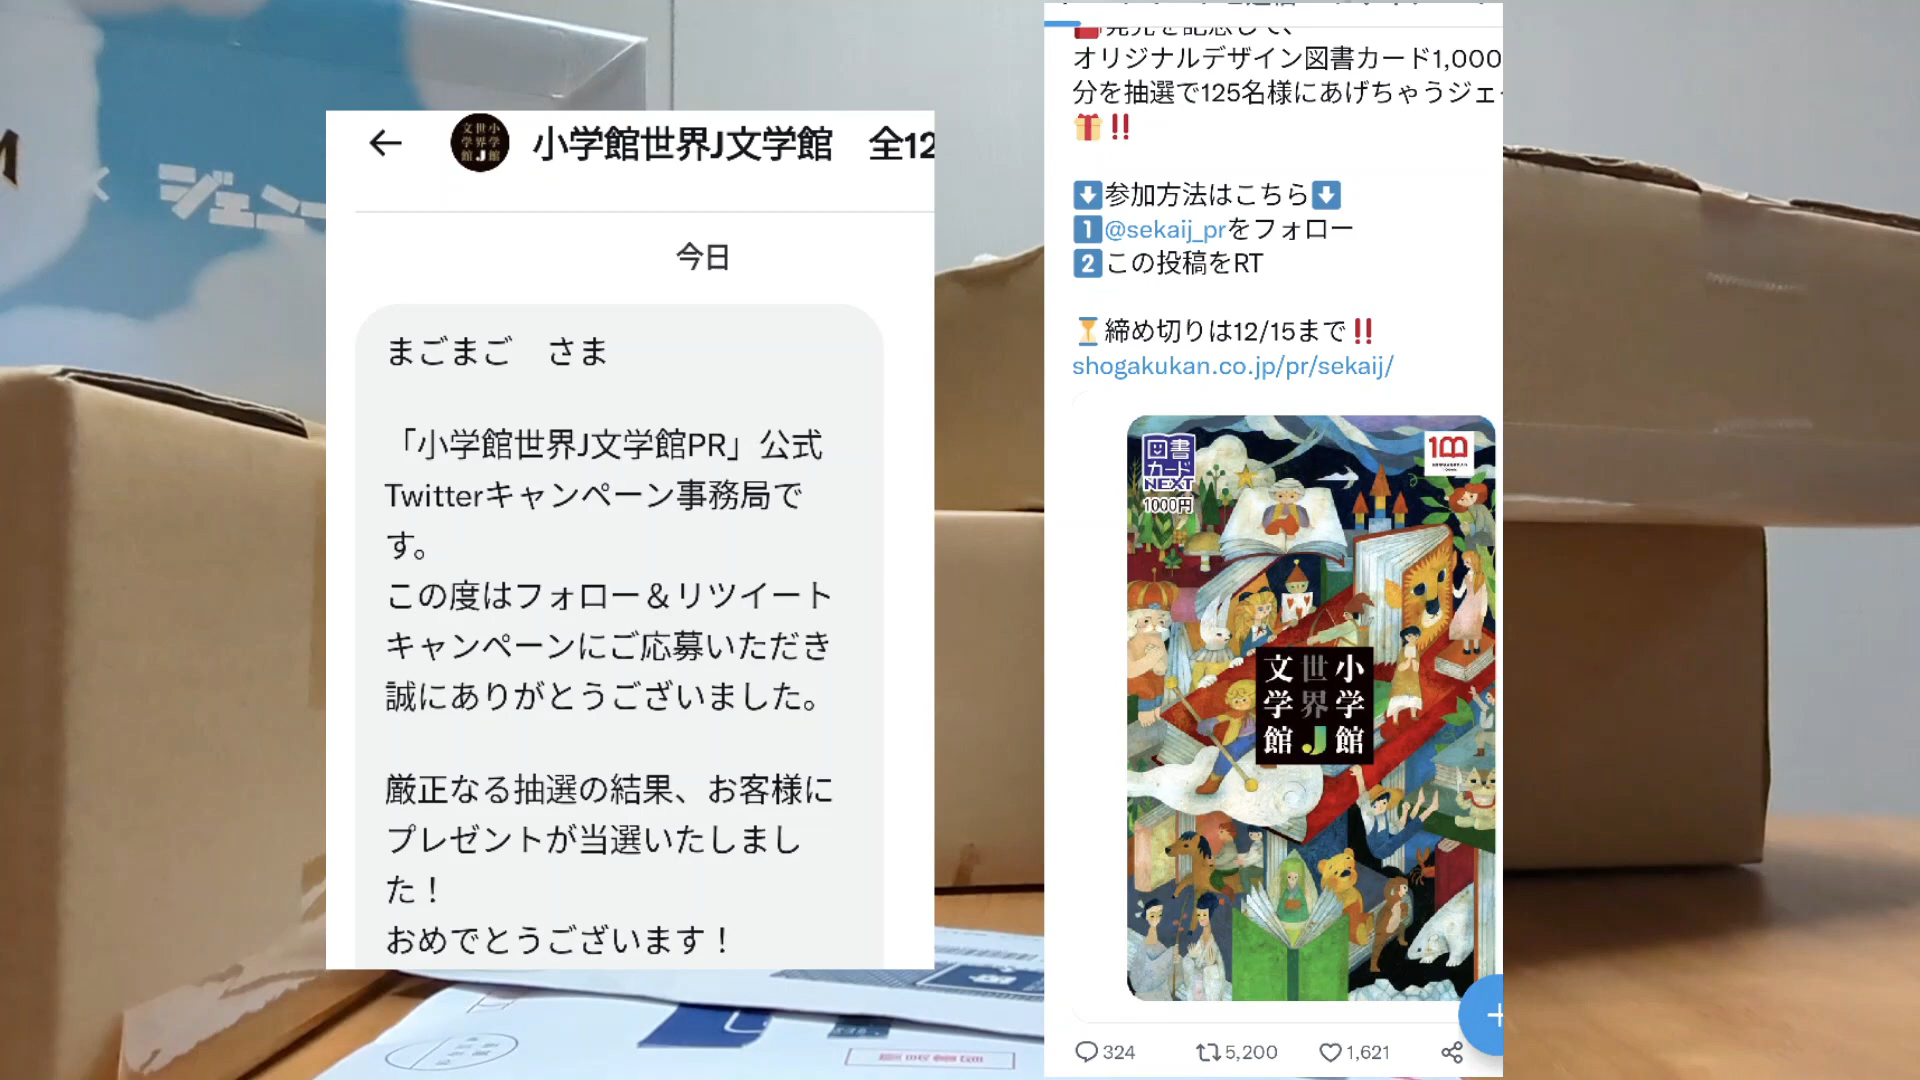 小学館世界J文学館 全12
今日
まごまご さま
「小学館世界J文学館PR」公式
Twitterキャンペーン事務局で
す。
この度はフォロー＆リツイート
キャンペーンにご応募いただき
誠にありがとうございました。
厳正なる抽選の結果、お客様に
プレゼントが当選いたしまし
た！
おめでとうございます！
発売を記念して、
オリジナルデザイン図書カード1,000
分を抽選で125名様にあげちゃうジェ
🎁‼️
⬇️参加方法はこちら⬇️
1️⃣@sekaij_prをフォロー
2️⃣この投稿をRT
⏳締め切りは12/15まで‼️
shogakukan.co.jp/pr/sekaij/
図書
カード
NEXT
1000円
100
小学館
世界J
文学館
324 5,200 1,621
× ジェニー